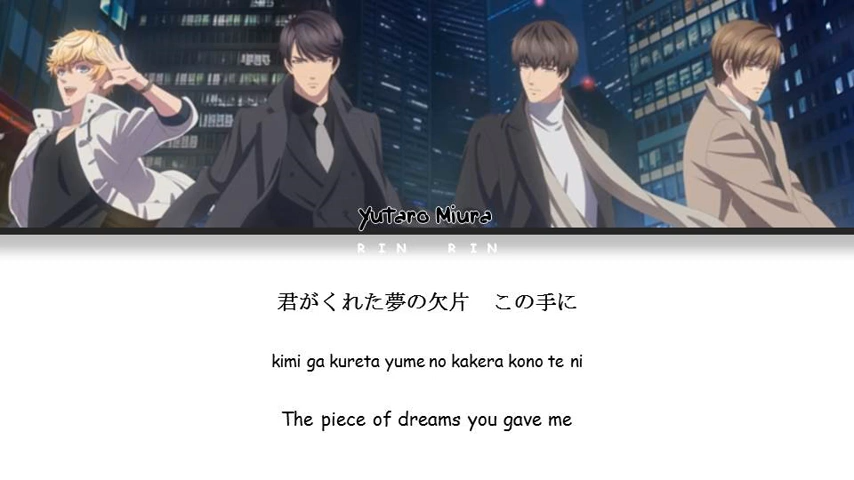 Yutaro Miura
RIN RIN
君がくれた夢の欠片　この手に
kimi ga kureta yume no kakera kono te ni
The piece of dreams you gave me